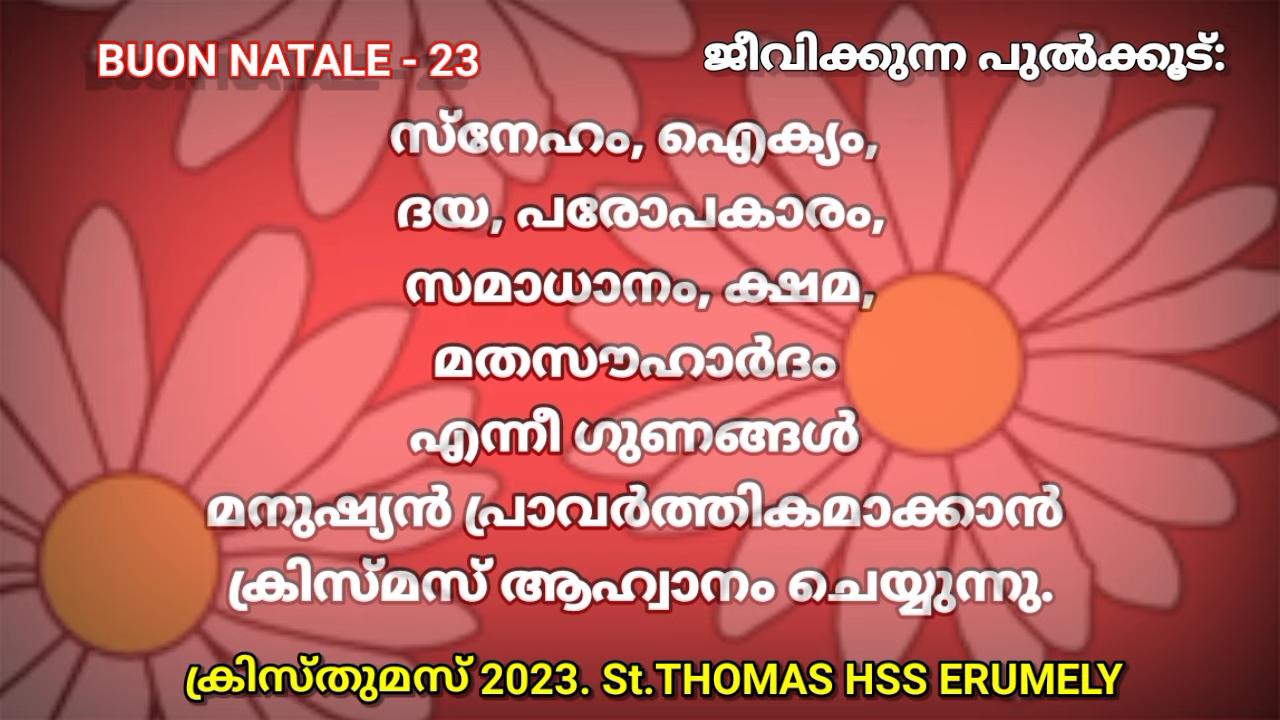 BUON NATALE - 23
ജീവിക്കുന്ന പുൽക്കൂട്:
സ്നേഹം, ഐക്യം,
ദയ, പരോപകാരം,
സമാധാനം, ക്ഷമ,
മതസൗഹാർദം
എന്നീ ഗുണങ്ങൾ
മനുഷ്യൻ പ്രാവർത്തികമാക്കാൻ
ക്രിസ്മസ് ആഹ്വാനം ചെയ്യുന്നു.
ക്രിസ്തുമസ് 2023. St.THOMAS HSS ERUMELY